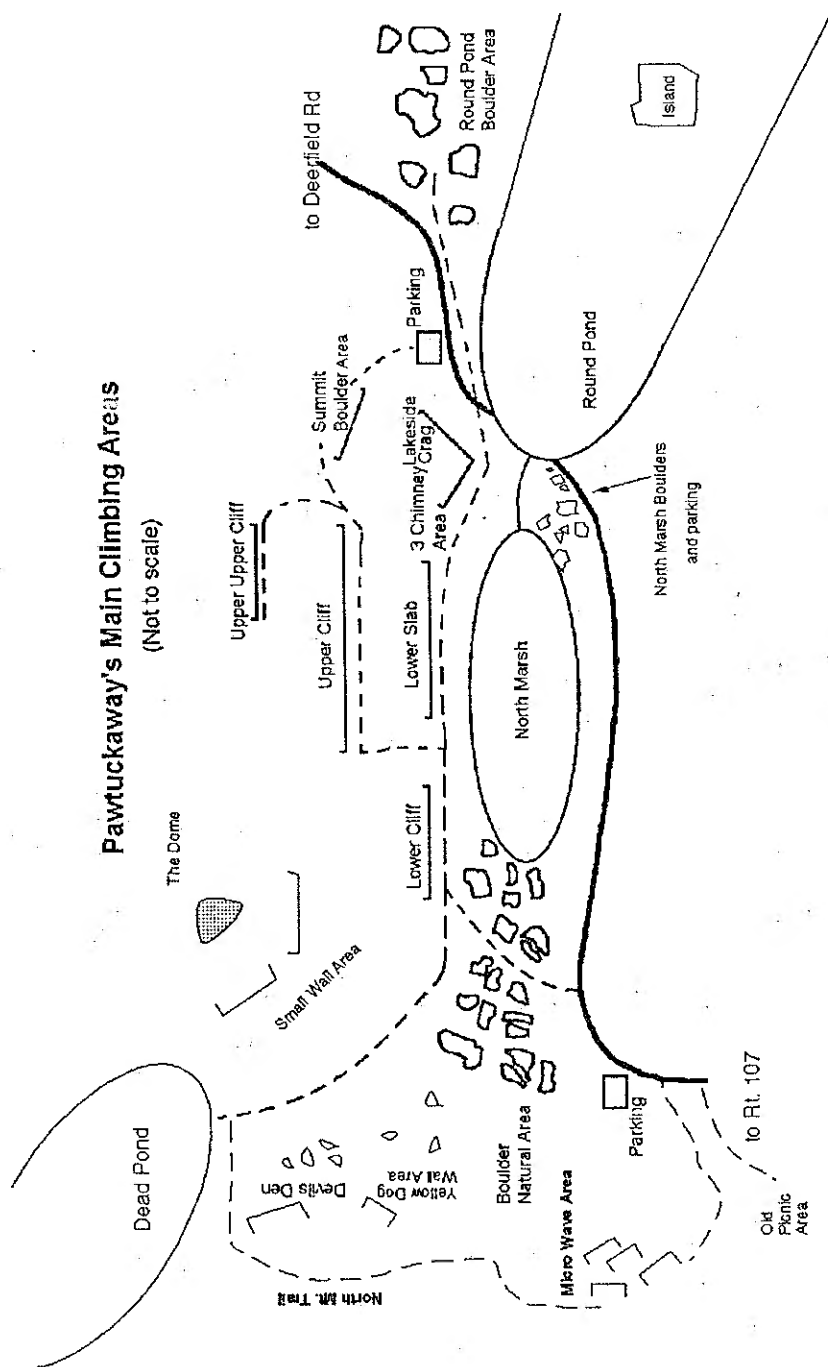 Pawtuckaway's Main Climbing Areas
(Not to scale)
Dead Pond
The Dome
Small Wall Area
Upper Upper Cliff
Upper Cliff
Summit
Boulder Area
to Deerfield Rd
Parking
Round Pond
Boulder Area
Island
Round Pond
Lakeside
Crag
3 Chimney
Area
Lower Slab
Lower Cliff
North Marsh
North Marsh Boulders
and parking
Devils Den
Yellow Dog
Wall Area
Boulder
Natural Area
North Mt. Trail
Micro Wave Area
Parking
to Rt. 107
Old
Picnic
Area